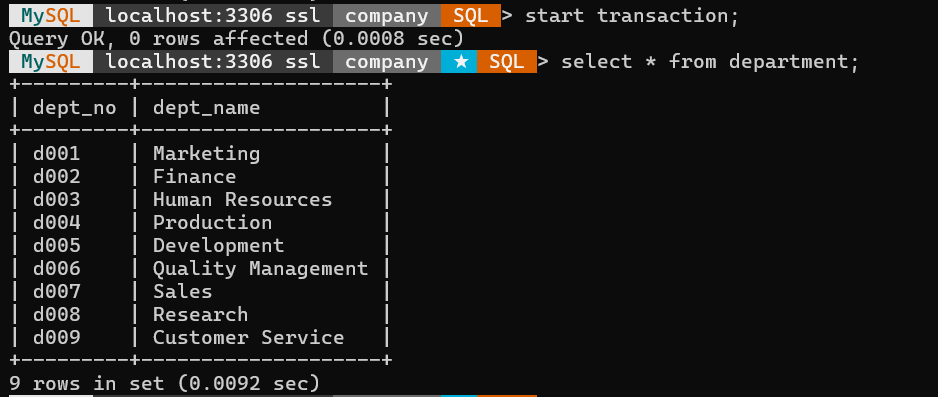 MySQL localhost:3306 ssl company SQL> start transaction;
Query OK, 0 rows affected (0.0008 sec)
MySQL localhost:3306 ssl company ★ SQL> select * from department;
+---------+--------------------+
| dept_no | dept_name          |
+---------+--------------------+
| d001    | Marketing          |
| d002    | Finance            |
| d003    | Human Resources    |
| d004    | Production         |
| d005    | Development        |
| d006    | Quality Management |
| d007    | Sales              |
| d008    | Research           |
| d009    | Customer Service   |
+---------+--------------------+
9 rows in set (0.0092 sec)